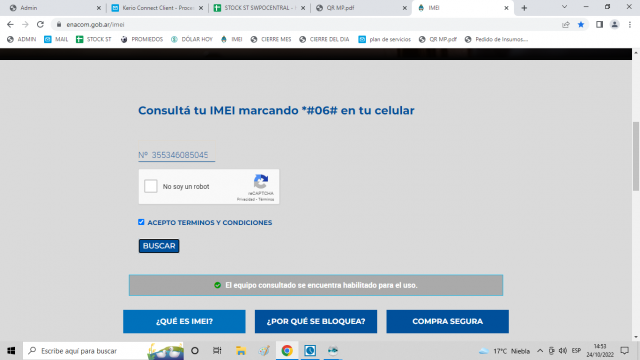 Admin
Kerio Connect Client - Proce
STOCK ST SWPOCENTRAL -
QR MP.pdf
IMEI
enacom.gob.ar/imei
ADMIN
MAIL
STOCK ST
PROMIEDOS
DÓLAR HOY
IMEI
CIERRE MES
CIERRE DEL DIA
plan de servicios
QR MP.pdf
Pedido de Insumos....
Consultá tu IMEI marcando *#06# en tu celular
Nº 355346085045
No soy un robot
reCAPTCHA
Privacidad - Términos
ACEPTO TERMINOS Y CONDICIONES
BUSCAR
El equipo consultado se encuentra habilitado para el uso.
¿QUÉ ES IMEI?
¿POR QUÉ SE BLOQUEA?
COMPRA SEGURA
Escribe aquí para buscar
17°C Niebla
ESP
14:53
24/10/2022